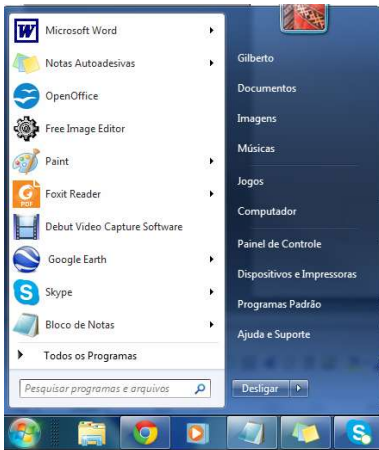 Microsoft Word
Notas Autoadesivas
OpenOffice
Free Image Editor
Paint
Foxit Reader
Debut Video Capture Software
Google Earth
Skype
Bloco de Notas
Todos os Programas
Pesquisar programas e arquivos
Gilberto
Documentos
Imagens
Músicas
Jogos
Computador
Painel de Controle
Dispositivos e Impressoras
Programas Padrão
Ajuda e Suporte
Desligar